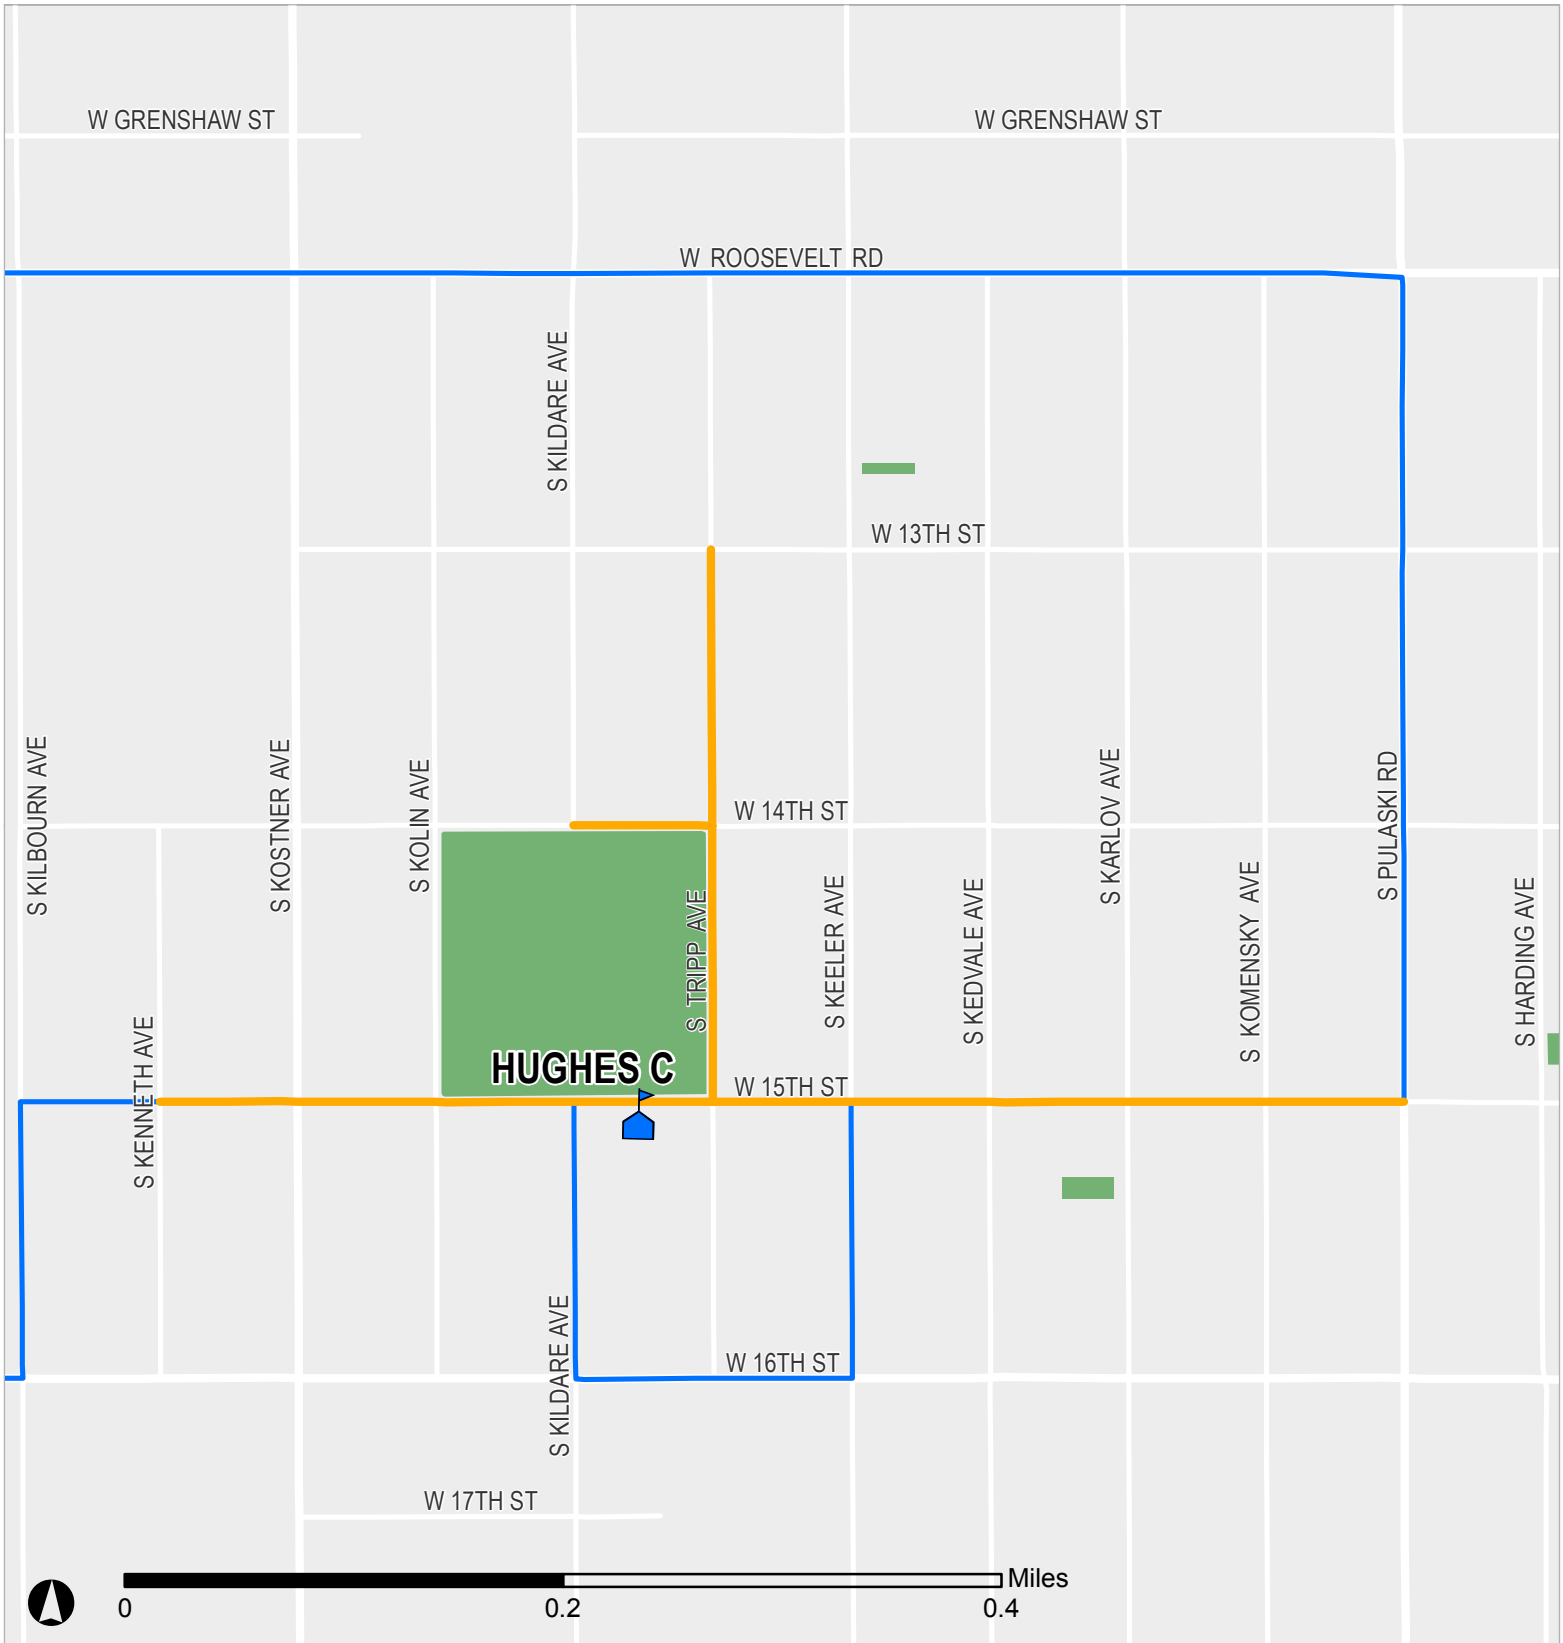 W GRENSHAW ST
W GRENSHAW ST
W ROOSEVELT RD
S KILDARE AVE
W 13TH ST
S KILBOURN AVE
S KOSTNER AVE
S KOLIN AVE
W 14TH ST
S KARLOV AVE
S PULASKI RD
S TRIPP AVE
S KEELER AVE
S KEDVALE AVE
S KOMENSKY AVE
S HARDING AVE
S KENNETH AVE
HUGHES C
W 15TH ST
S KILDARE AVE
W 16TH ST
W 17TH ST
Miles
0
0.2
0.4